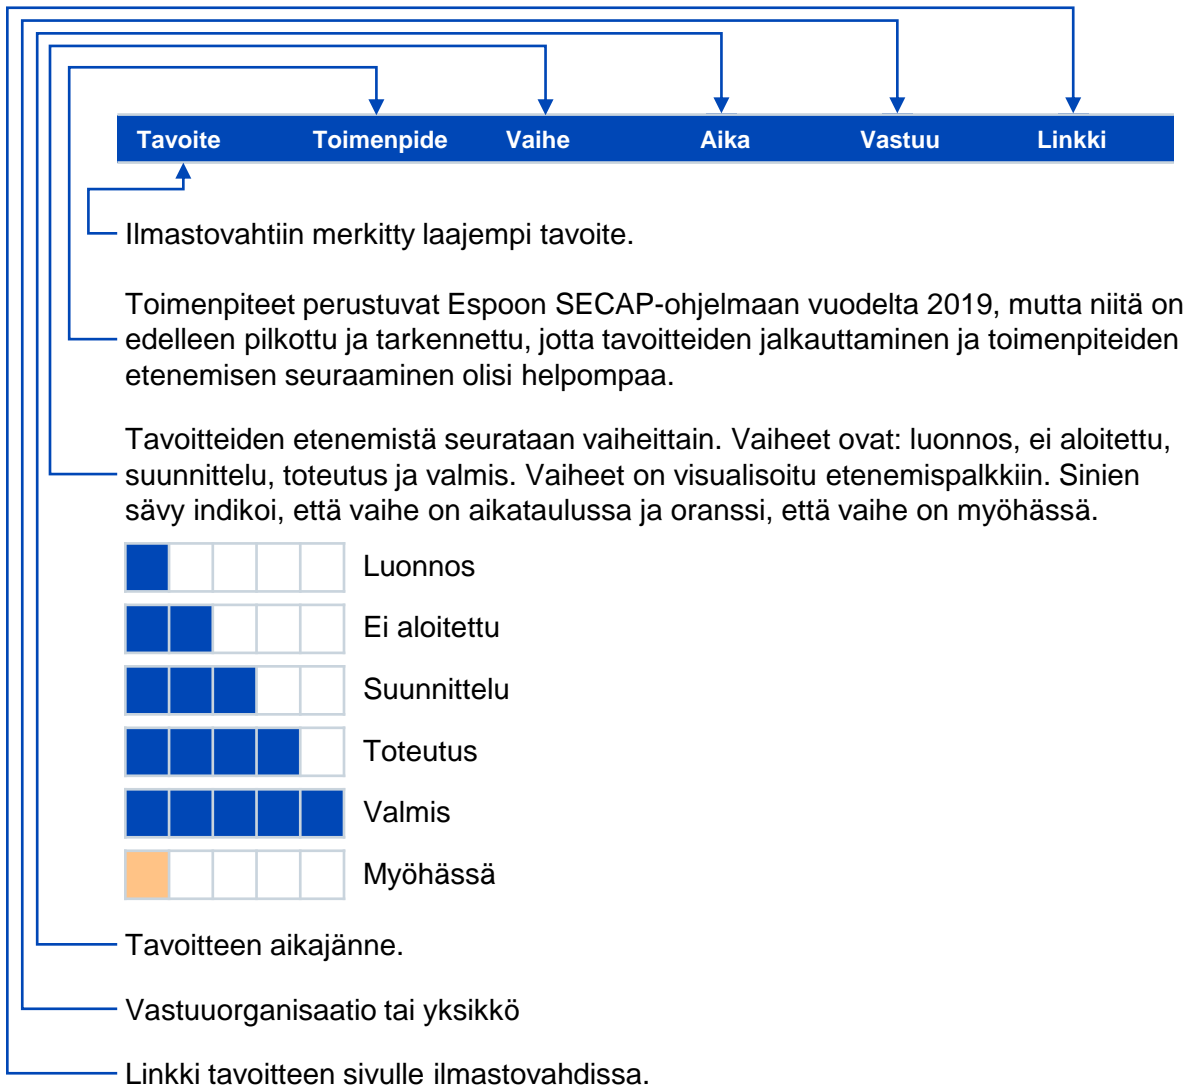 Tavoite Toimenpide Vaihe Aika Vastuu Linkki
Ilmastovahtiin merkitty laajempi tavoite.
Toimenpiteet perustuvat Espoon SECAP-ohjelmaan vuodelta 2019, mutta niitä on
edelleen pilkottu ja tarkennettu, jotta tavoitteiden jalkauttaminen ja toimenpiteiden
etenemisen seuraaminen olisi helpompaa.
Tavoitteiden etenemistä seurataan vaiheittain. Vaiheet ovat: luonnos, ei aloitettu,
suunnittelu, toteutus ja valmis. Vaiheet on visualisoitu etenemispalkkiin. Sinien
sävy indikoi, että vaihe on aikataulussa ja oranssi, että vaihe on myöhässä.
Luonnos
Ei aloitettu
Suunnittelu
Toteutus
Valmis
Myöhässä
Tavoitteen aikajänne.
Vastuuorganisaatio tai yksikkö
Linkki tavoitteen sivulle ilmastovahdissa.